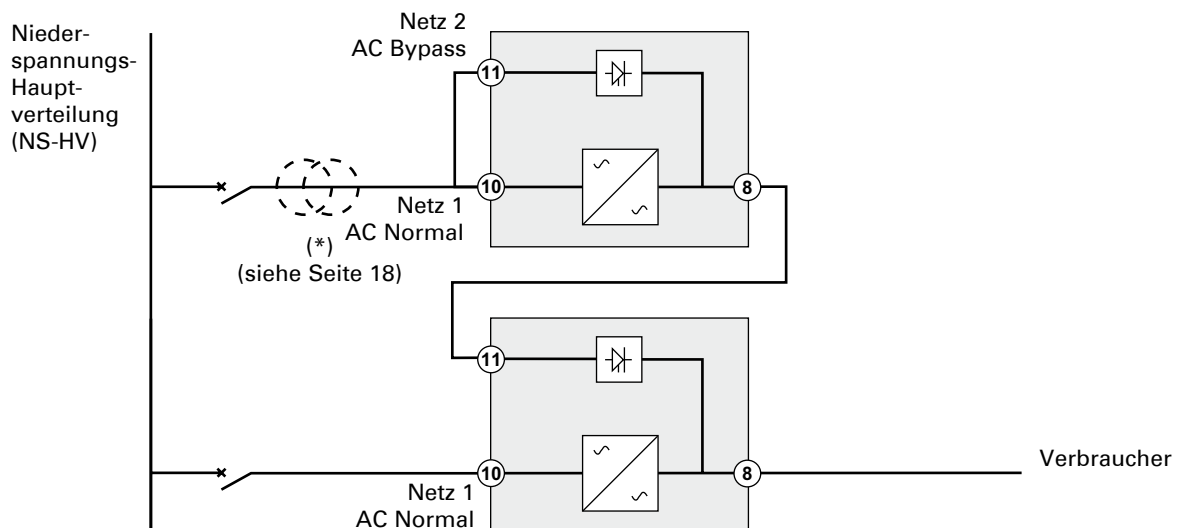 Nieder-
spannungs-
Haupt-
verteilung
(NS-HV)
Netz 2
AC Bypass
11
10
8
Netz 1
AC Normal
(*)
(siehe Seite 18)
11
10
8
Netz 1
AC Normal
Verbraucher